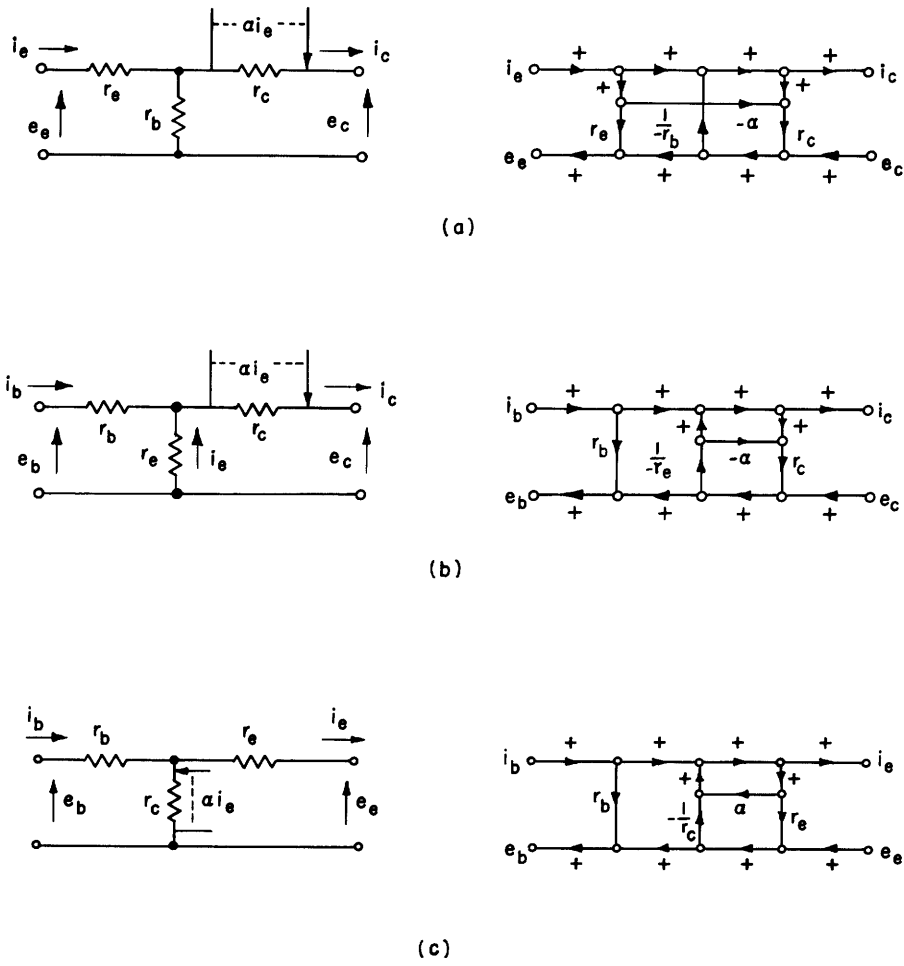 αi_e
i_e i_c i_e + + + + i_c
r_e r_c + +
e_e r_b e_c r_e 1/-r_b -α r_c
e_e + + + + e_c
(a)
αi_e
i_b i_c i_b + + + + i_c
r_b r_c + +
e_b r_e i_e e_c r_b 1/-r_e -α r_c
e_b + + + + e_c
(b)
i_b r_b r_e i_e i_b + + + + i_e
+ +
e_b r_c αi_e e_e r_b -1/r_c α r_e
e_b + + + + e_e
(c)